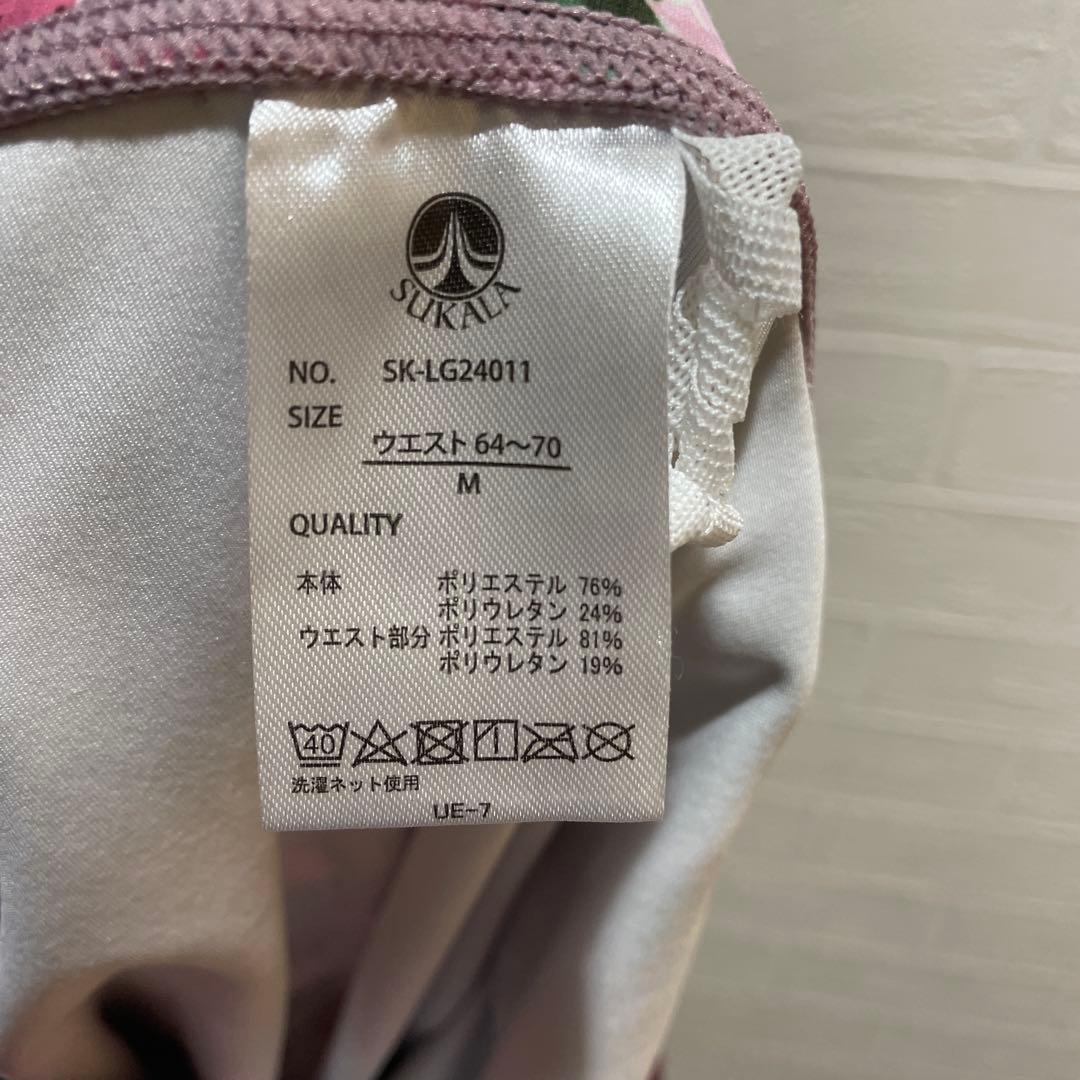 SUKALA
NO. SK-LG24011
SIZE
ウエスト 64〜70
M
QUALITY
本体 ポリエステル 76%
ポリウレタン 24%
ウエスト部分 ポリエステル 81%
ポリウレタン 19%
40
洗濯ネット使用
UE-7